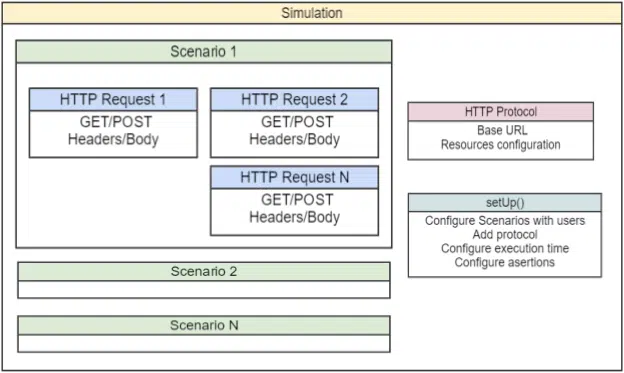 Simulation
Scenario 1
HTTP Request 1
GET/POST
Headers/Body
HTTP Request 2
GET/POST
Headers/Body
HTTP Request N
GET/POST
Headers/Body
Scenario 2
Scenario N
HTTP Protocol
Base URL
Resources configuration
setUp()
Configure Scenarios with users
Add protocol
Configure execution time
Configure asertions